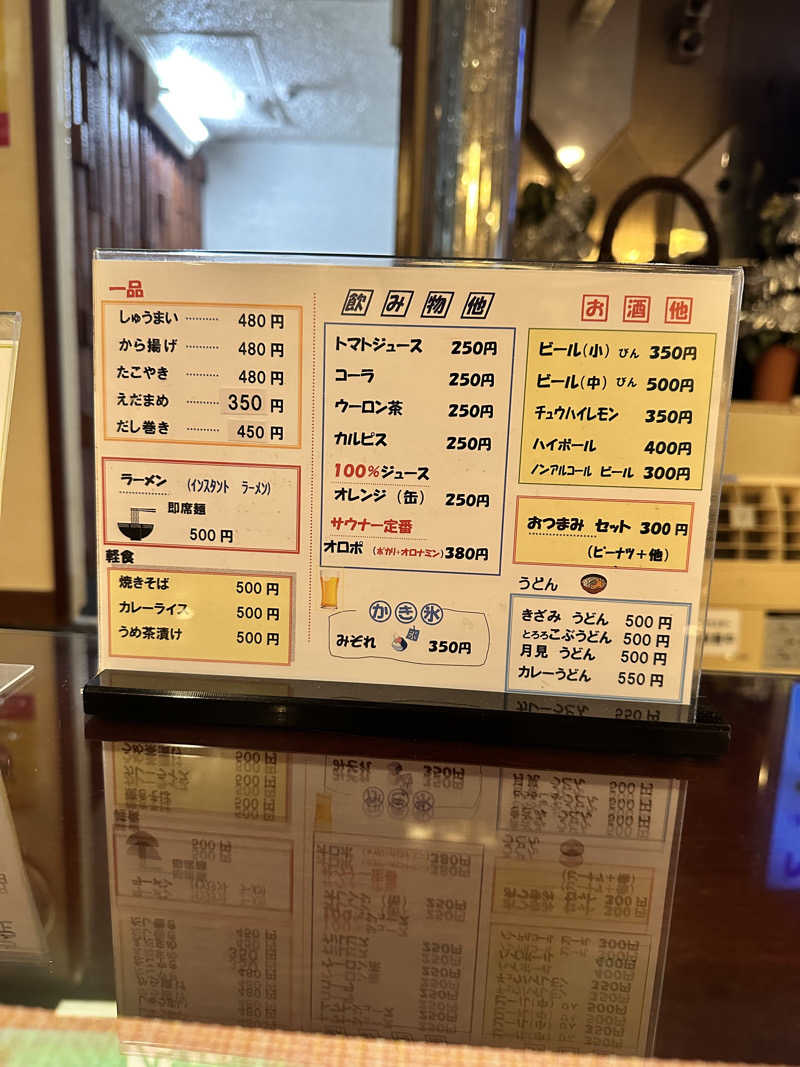 一品
しゅうまい ………… 480円
から揚げ ………… 480円
たこやき ………… 480円
えだまめ ………… 350円
だし巻き ………… 450円
ラーメン (インスタント ラーメン)
即席麺
500円
軽食
焼きそば 500円
カレーライス 500円
うめ茶漬け 500円
飲み物他
トマトジュース 250円
コーラ 250円
ウーロン茶 250円
カルピス 250円
100%ジュース
オレンジ (缶) 250円
サウナー定番
オロポ (ポカリ+オロナミン) 380円
かき氷
みぞれ 氷 350円
お酒他
ビール(小) びん 350円
ビール(中) びん 500円
チュウハイレモン 350円
ハイボール 400円
ノンアルコール ビール 300円
おつまみ セット 300円
(ピーナツ+他)
うどん
きざみ うどん 500円
とろろこぶうどん 500円
月見 うどん 500円
カレーうどん 550円